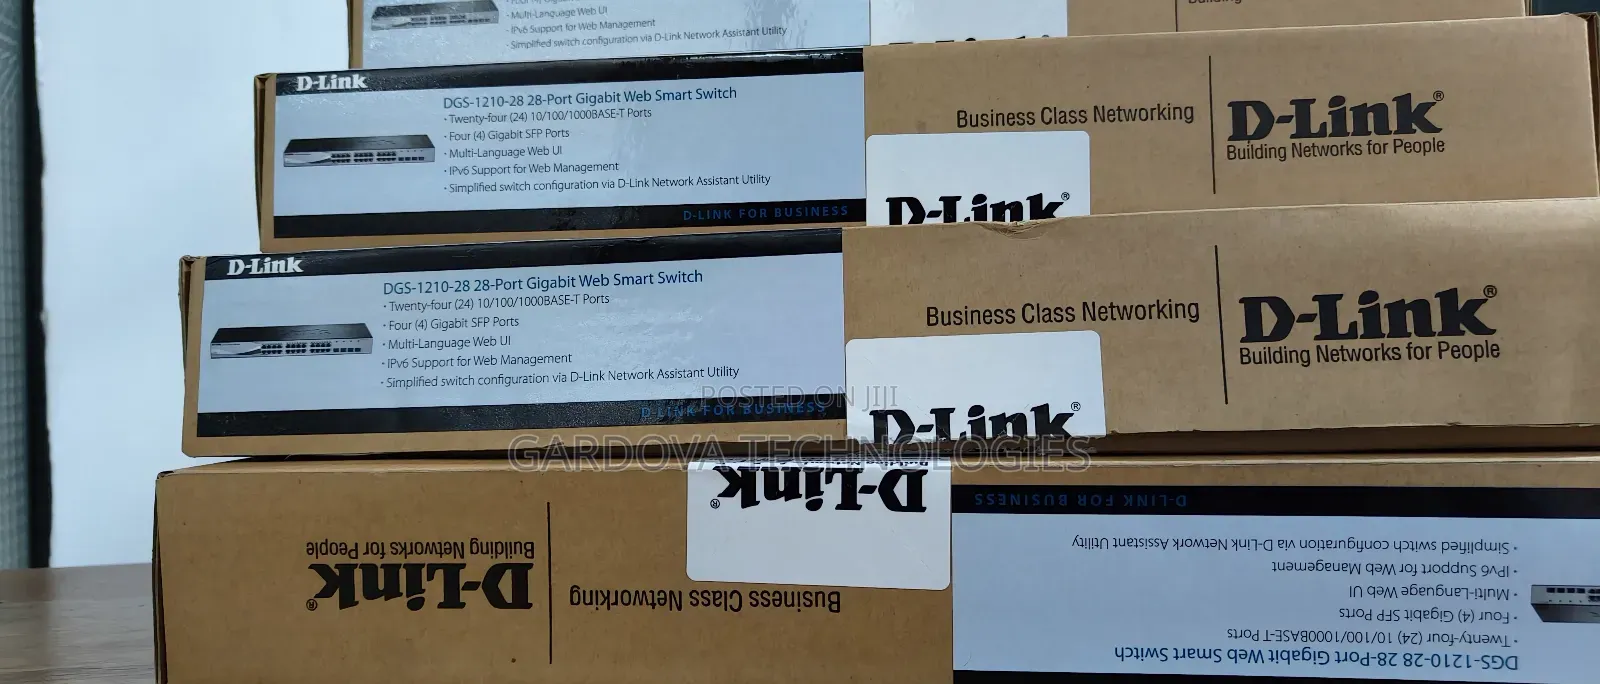 · Multi-Language Web UI
· IPv6 Support for Web Management
· Simplified switch configuration via D-Link Network Assistant Utility
D-Link
DGS-1210-28 28-Port Gigabit Web Smart Switch
· Twenty-four (24) 10/100/1000BASE-T Ports
· Four (4) Gigabit SFP Ports
· Multi-Language Web UI
· IPv6 Support for Web Management
· Simplified switch configuration via D-Link Network Assistant Utility
D-LINK FOR BUSINESS
Business Class Networking
D-Link®
Building Networks for People
D-Link®
D-Link
DGS-1210-28 28-Port Gigabit Web Smart Switch
· Twenty-four (24) 10/100/1000BASE-T Ports
· Four (4) Gigabit SFP Ports
· Multi-Language Web UI
· IPv6 Support for Web Management
· Simplified switch configuration via D-Link Network Assistant Utility
D-LINK FOR BUSINESS
Business Class Networking
D-Link®
Building Networks for People
D-Link®
POSTED ON JIJI
GARDOVA TECHNOLOGIES
DGS-1210-28 28-Port Gigabit Web Smart Switch
· Twenty-four (24) 10/100/1000BASE-T Ports
· Four (4) Gigabit SFP Ports
· Multi-Language Web UI
· IPv6 Support for Web Management
· Simplified switch configuration via D-Link Network Assistant Utility
D-LINK FOR BUSINESS
Business Class Networking
D-Link®
Building Networks for People
D-Link®